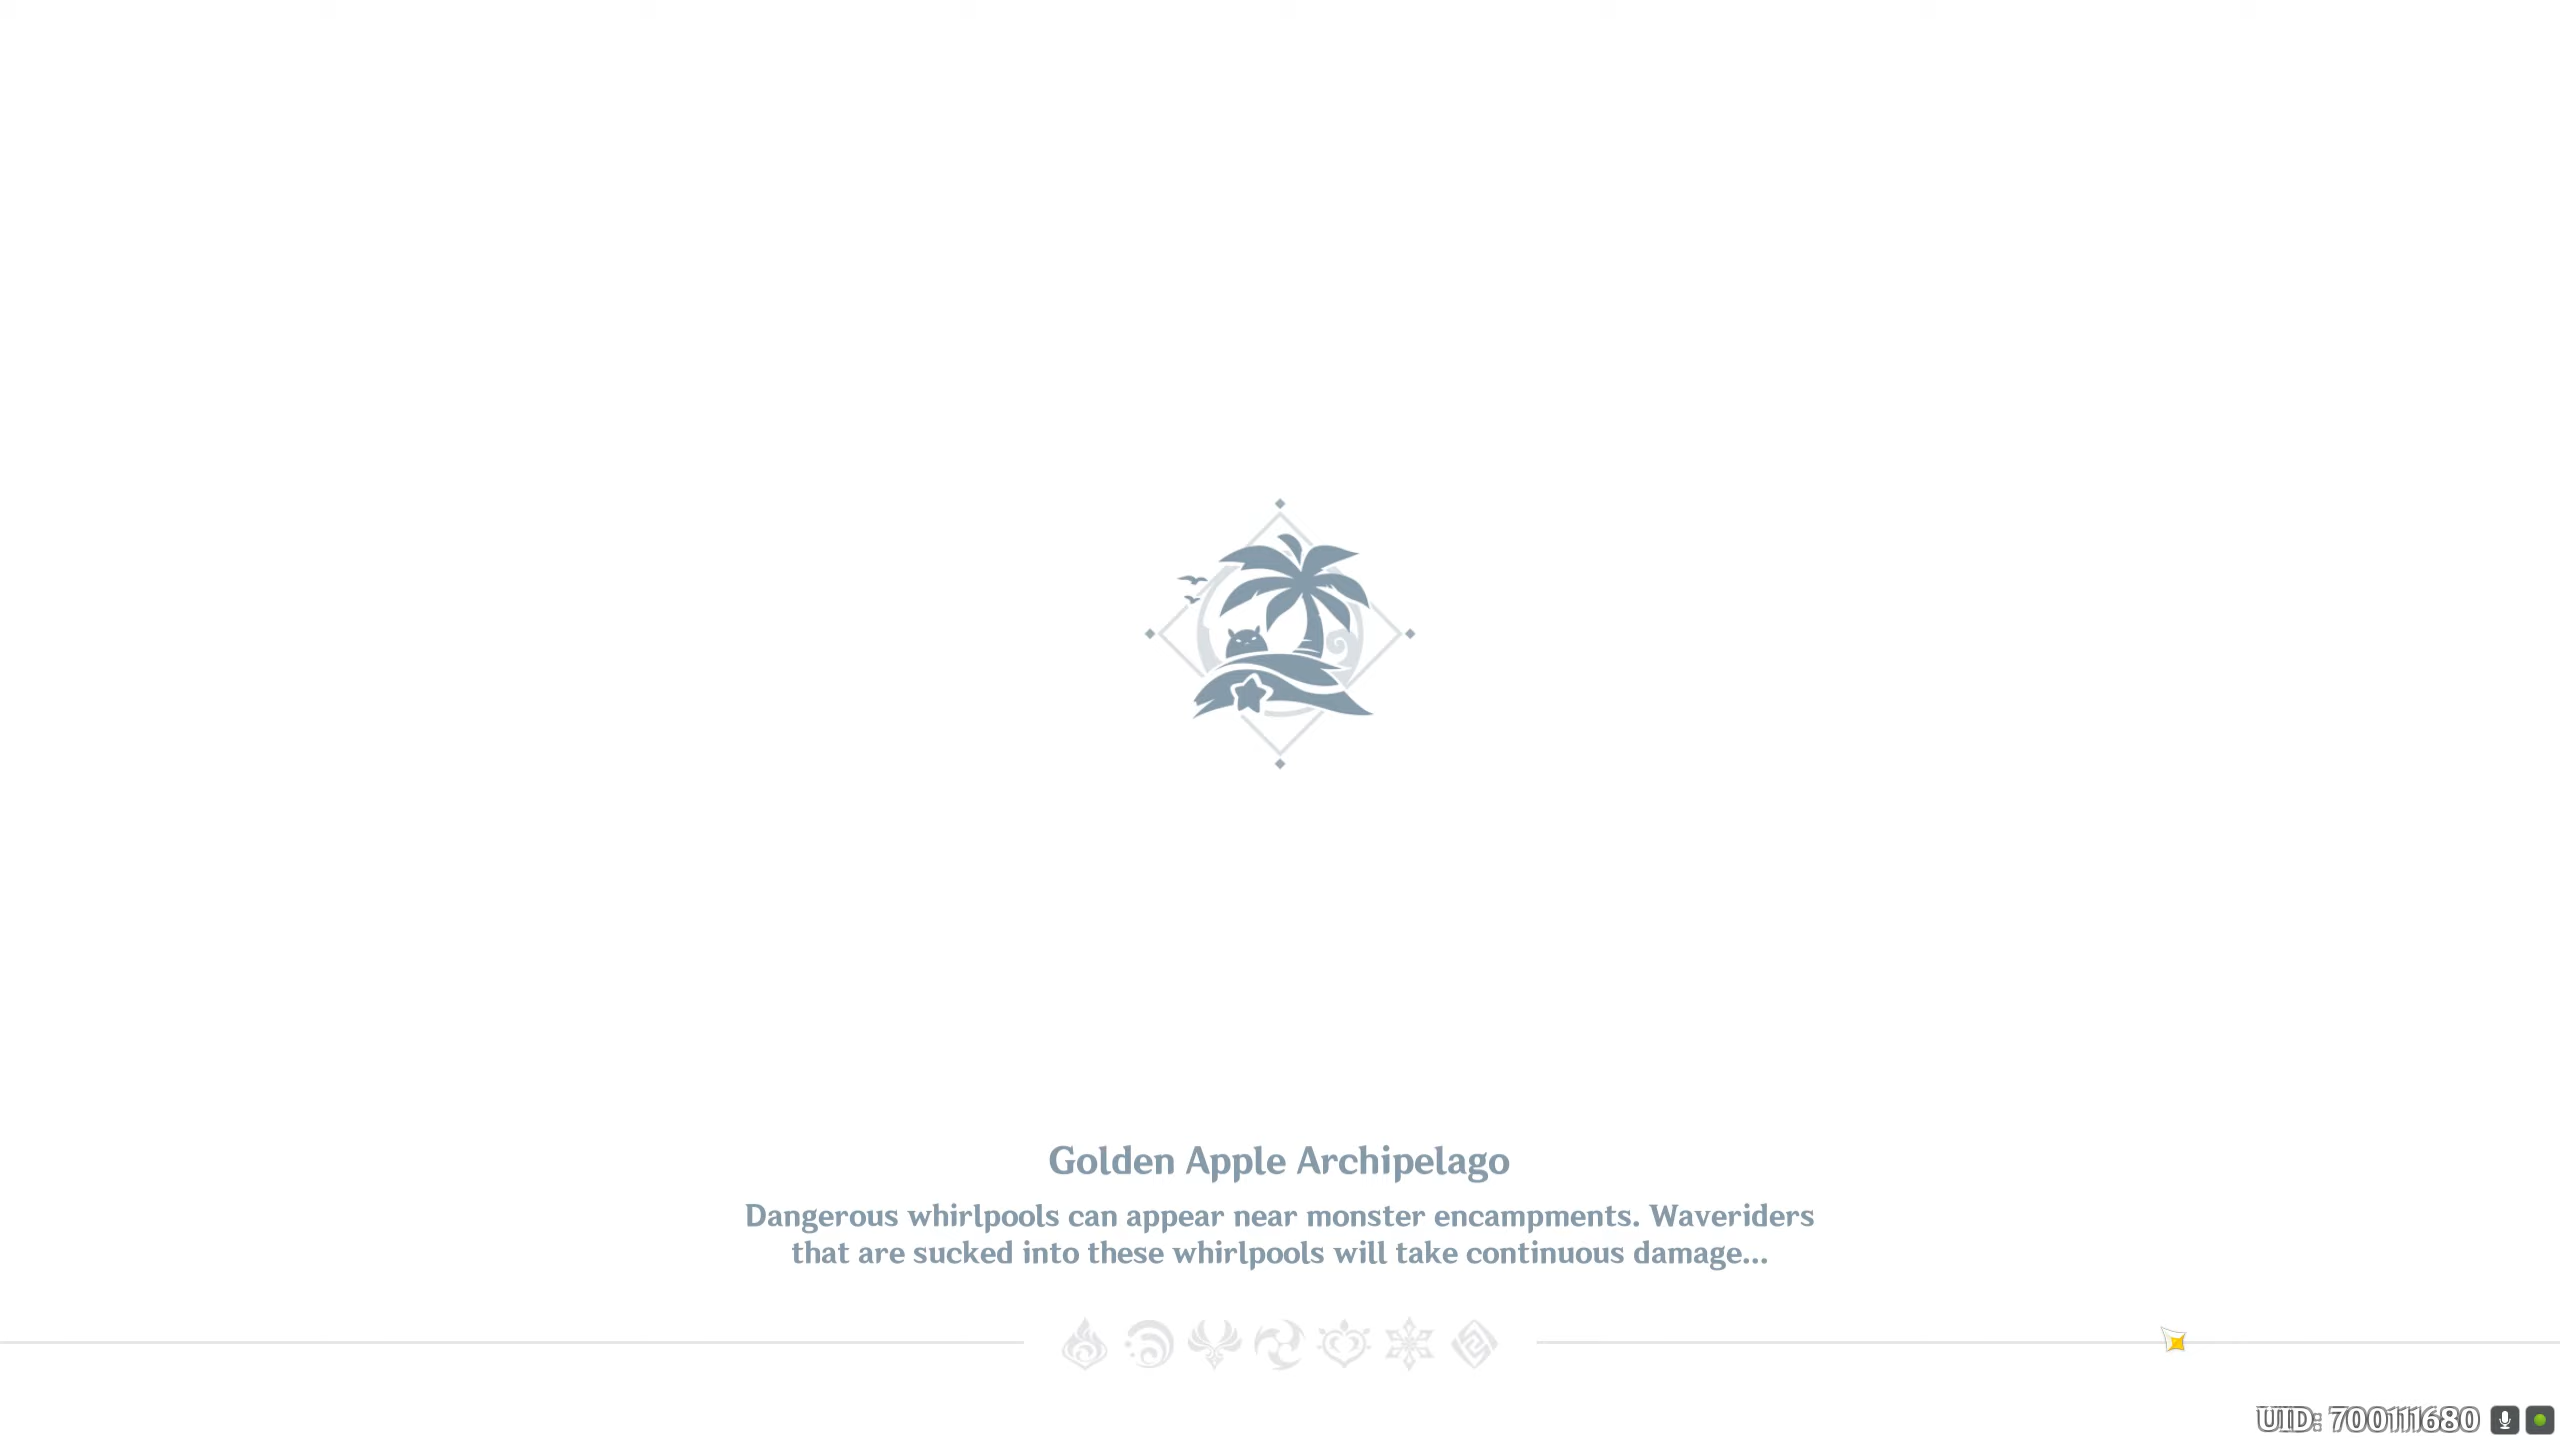 Golden Apple Archipelago
Dangerous whirlpools can appear near monster encampments. Waveriders
that are sucked into these whirlpools will take continuous damage...
UID: 70011680